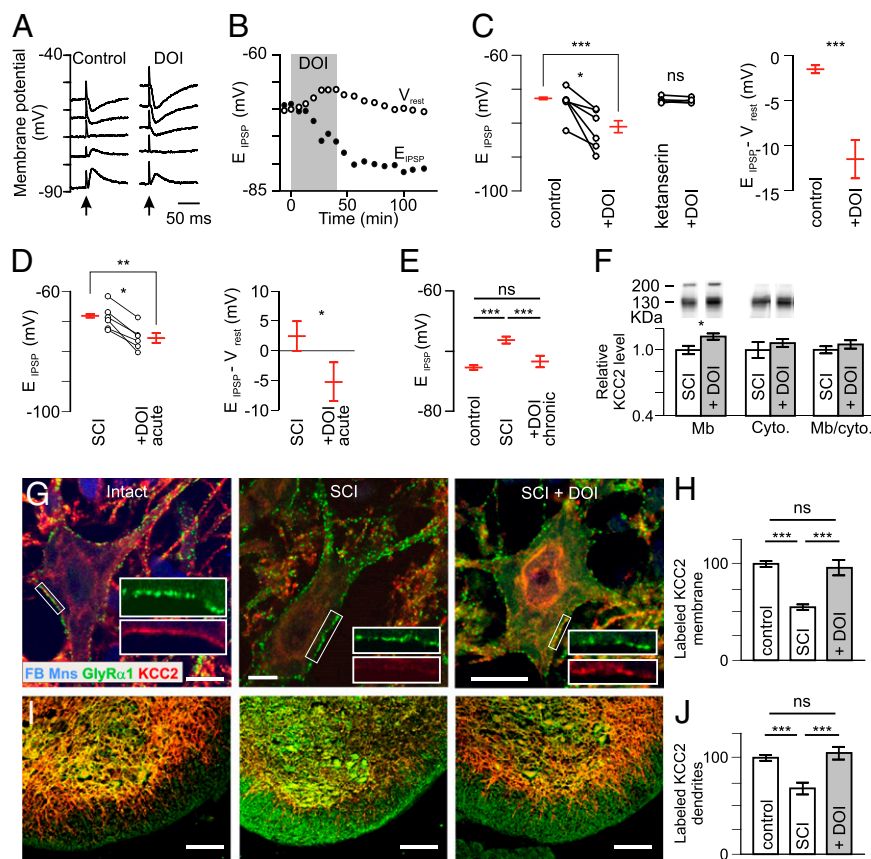 A
Control
DOI
Membrane potential (mV)
-40
-90
50 ms
B
DOI
-60
-85
E IPSP (mV)
V rest
E IPSP
0
50
100
Time (min)
C
-60
-100
E IPSP (mV)
***
*
control
+DOI
ns
ketanserin
+DOI
E IPSP - V rest (mV)
0
-5
-10
-15
***
control
+DOI
D
-60
-100
E IPSP (mV)
**
*
SCI
+DOI acute
E IPSP - V rest (mV)
10
5
0
-5
-10
*
SCI
+DOI acute
E
-60
-80
E IPSP (mV)
ns
*** ***
control
SCI
+DOI chronic
F
200
130
KDa
Relative KCC2 level
1.0
0.4
*
SCI
+ DOI
SCI
+ DOI
SCI
+ DOI
Mb
Cyto.
Mb/cyto.
G
Intact
SCI
SCI + DOI
FB Mns GlyRα1 KCC2
H
ns
*** ***
Labeled KCC2 membrane
100
0
control
SCI
+ DOI
I
J
ns
*** ***
Labeled KCC2 dendrites
100
0
control
SCI
+ DOI